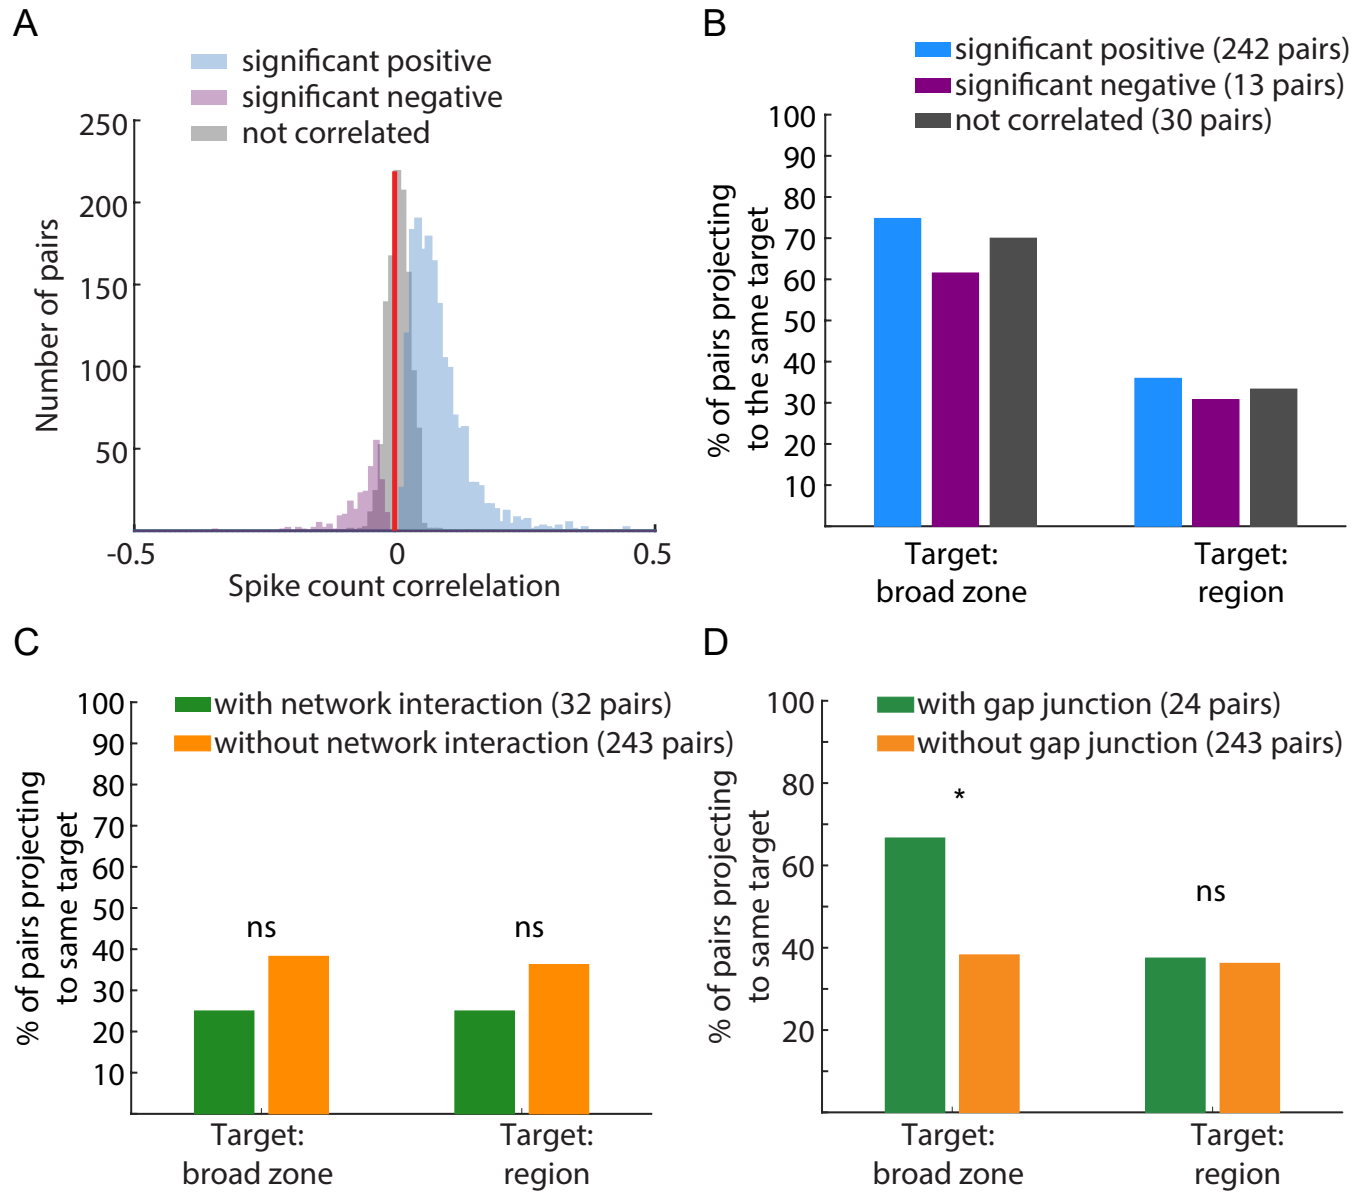 A
significant positive
significant negative
not correlated
250
200
150
100
50
Number of pairs
-0.5
0
0.5
Spike count correlelation
B
significant positive (242 pairs)
significant negative (13 pairs)
not correlated (30 pairs)
100
90
80
70
60
50
40
30
20
10
% of pairs projecting
to the same target
Target:
broad zone
Target:
region
C
with network interaction (32 pairs)
without network interaction (243 pairs)
100
90
80
70
60
50
40
30
20
10
% of pairs projecting
to same target
ns
ns
Target:
broad zone
Target:
region
D
with gap junction (24 pairs)
without gap junction (243 pairs)
100
80
60
40
20
% of pairs projecting
to same target
*
ns
Target:
broad zone
Target:
region